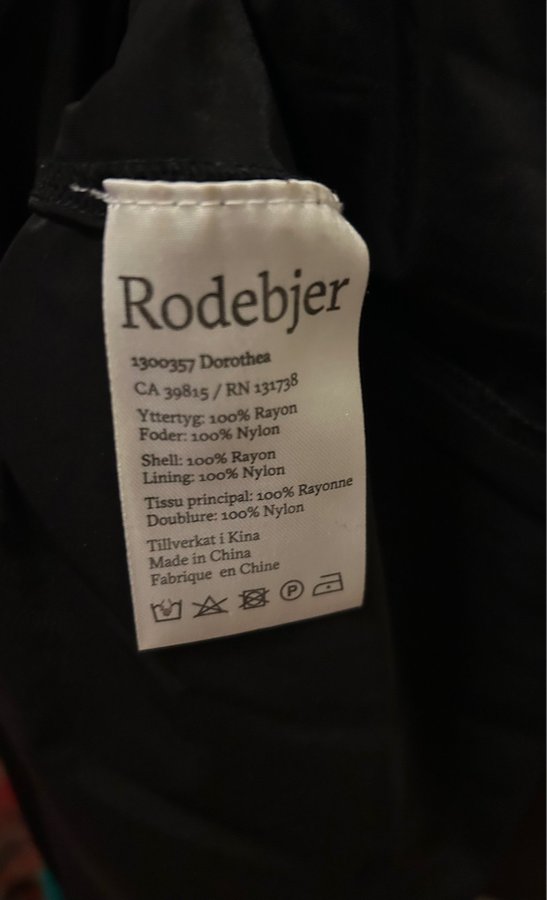 Rodebjer
1300357 Dorothea
CA 39815 / RN 131738
Yttertyg: 100% Rayon
Foder: 100% Nylon
Shell: 100% Rayon
Lining: 100% Nylon
Tissu principal: 100% Rayonne
Doublure: 100% Nylon
Tillverkat i Kina
Made in China
Fabrique en Chine
P